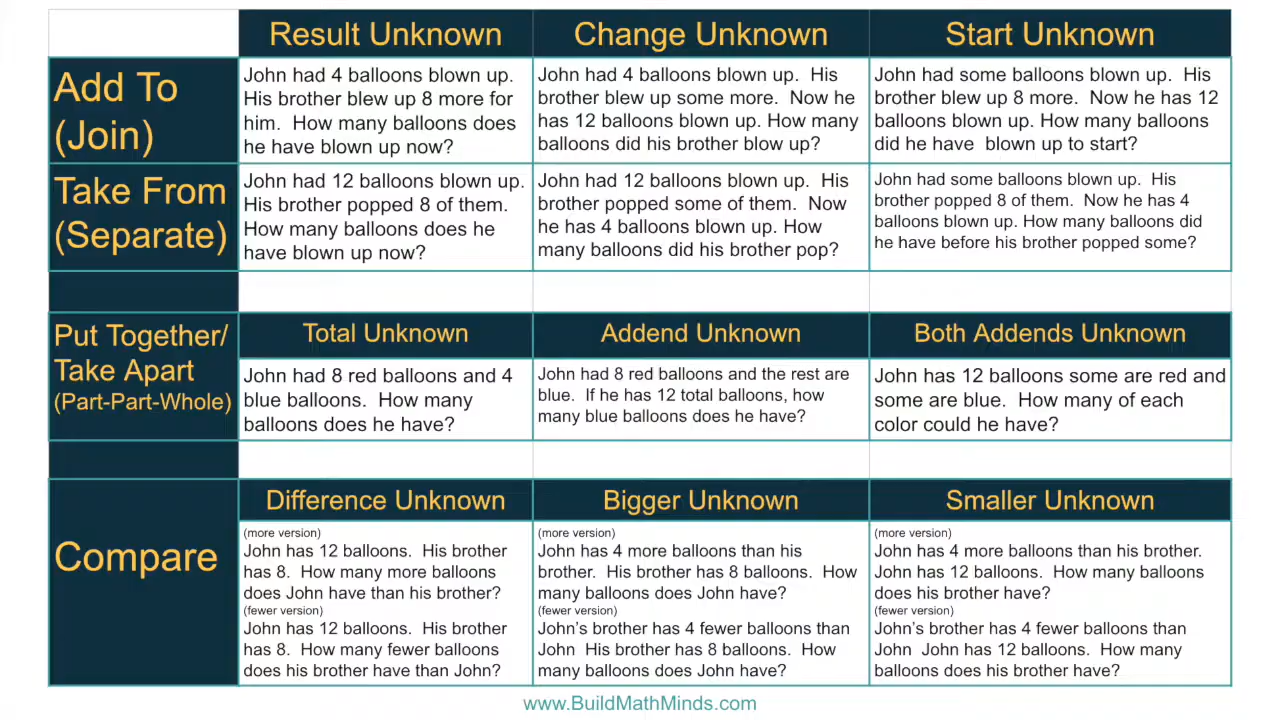 Result Unknown
Change Unknown
Start Unknown
Add To
(Join)
John had 4 balloons blown up.
His brother blew up 8 more for
him.  How many balloons does
he have blown up now?
John had 4 balloons blown up.  His
brother blew up some more.  Now he
has 12 balloons blown up. How many
balloons did his brother blow up?
John had some balloons blown up.  His
brother blew up 8 more.  Now he has 12
balloons blown up. How many balloons
did he have  blown up to start?
Take From
(Separate)
John had 12 balloons blown up.
His brother popped 8 of them.
How many balloons does he
have blown up now?
John had 12 balloons blown up.  His
brother popped some of them.  Now
he has 4 balloons blown up. How
many balloons did his brother pop?
John had some balloons blown up.  His
brother popped 8 of them.  Now he has 4
balloons blown up. How many balloons did
he have before his brother popped some?
Put Together/
Take Apart
(Part-Part-Whole)
Total Unknown
Addend Unknown
Both Addends Unknown
John had 8 red balloons and 4
blue balloons.  How many
balloons does he have?
John had 8 red balloons and the rest are
blue.  If he has 12 total balloons, how
many blue balloons does he have?
John has 12 balloons some are red and
some are blue.  How many of each
color could he have?
Compare
Difference Unknown
Bigger Unknown
Smaller Unknown
(more version)
John has 12 balloons.  His brother
has 8.  How many more balloons
does John have than his brother?
(fewer version)
John has 12 balloons.  His brother
has 8.  How many fewer balloons
does his brother have than John?
(more version)
John has 4 more balloons than his
brother.  His brother has 8 balloons.  How
many balloons does John have?
(fewer version)
John’s brother has 4 fewer balloons than
John  His brother has 8 balloons.  How
many balloons does John have?
(more version)
John has 4 more balloons than his brother.
John has 12 balloons.  How many balloons
does his brother have?
(fewer version)
John’s brother has 4 fewer balloons than
John  John has 12 balloons.  How many
balloons does his brother have?
www.BuildMathMinds.com